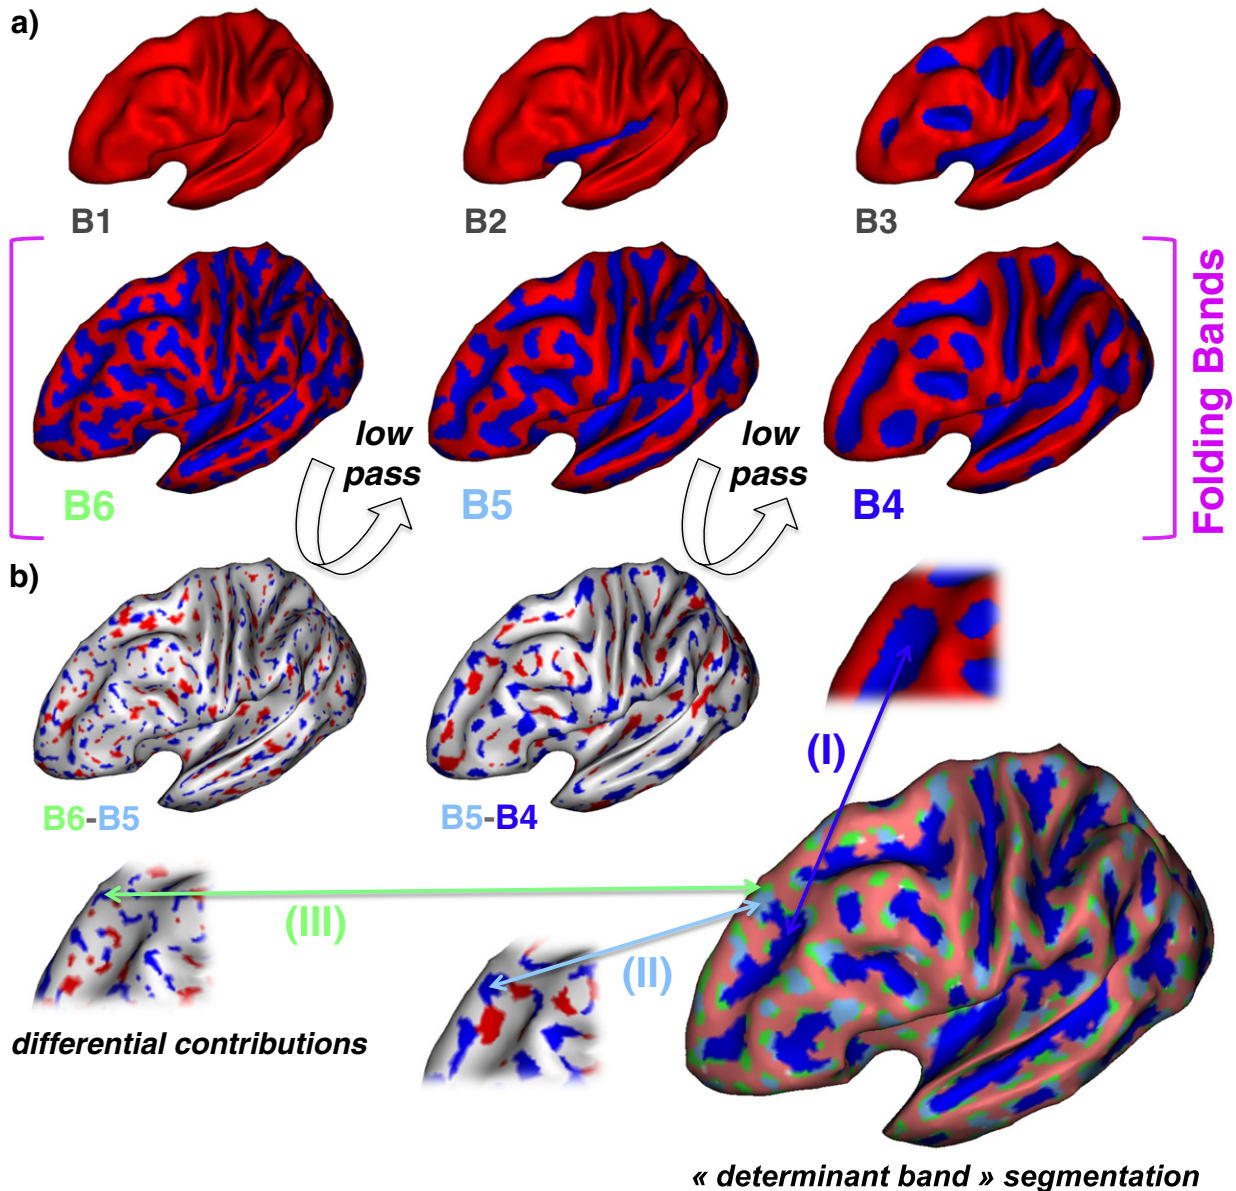 a)
B1
B2
B3
B6
low
pass
B5
low
pass
B4
Folding Bands
b)
B6-B5
B5-B4
(I)
(II)
(III)
differential contributions
« determinant band » segmentation